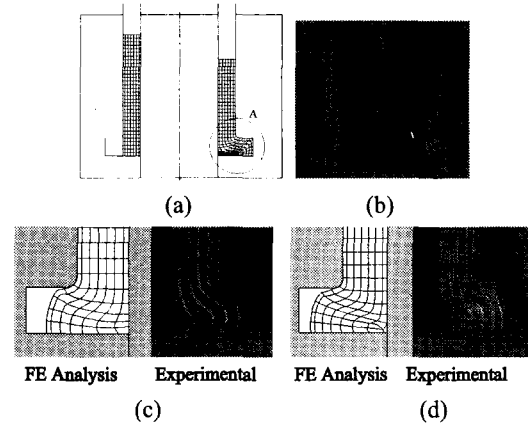 A
(a)
(b)
FE Analysis Experimental FE Analysis Experimental
(c)
(d)